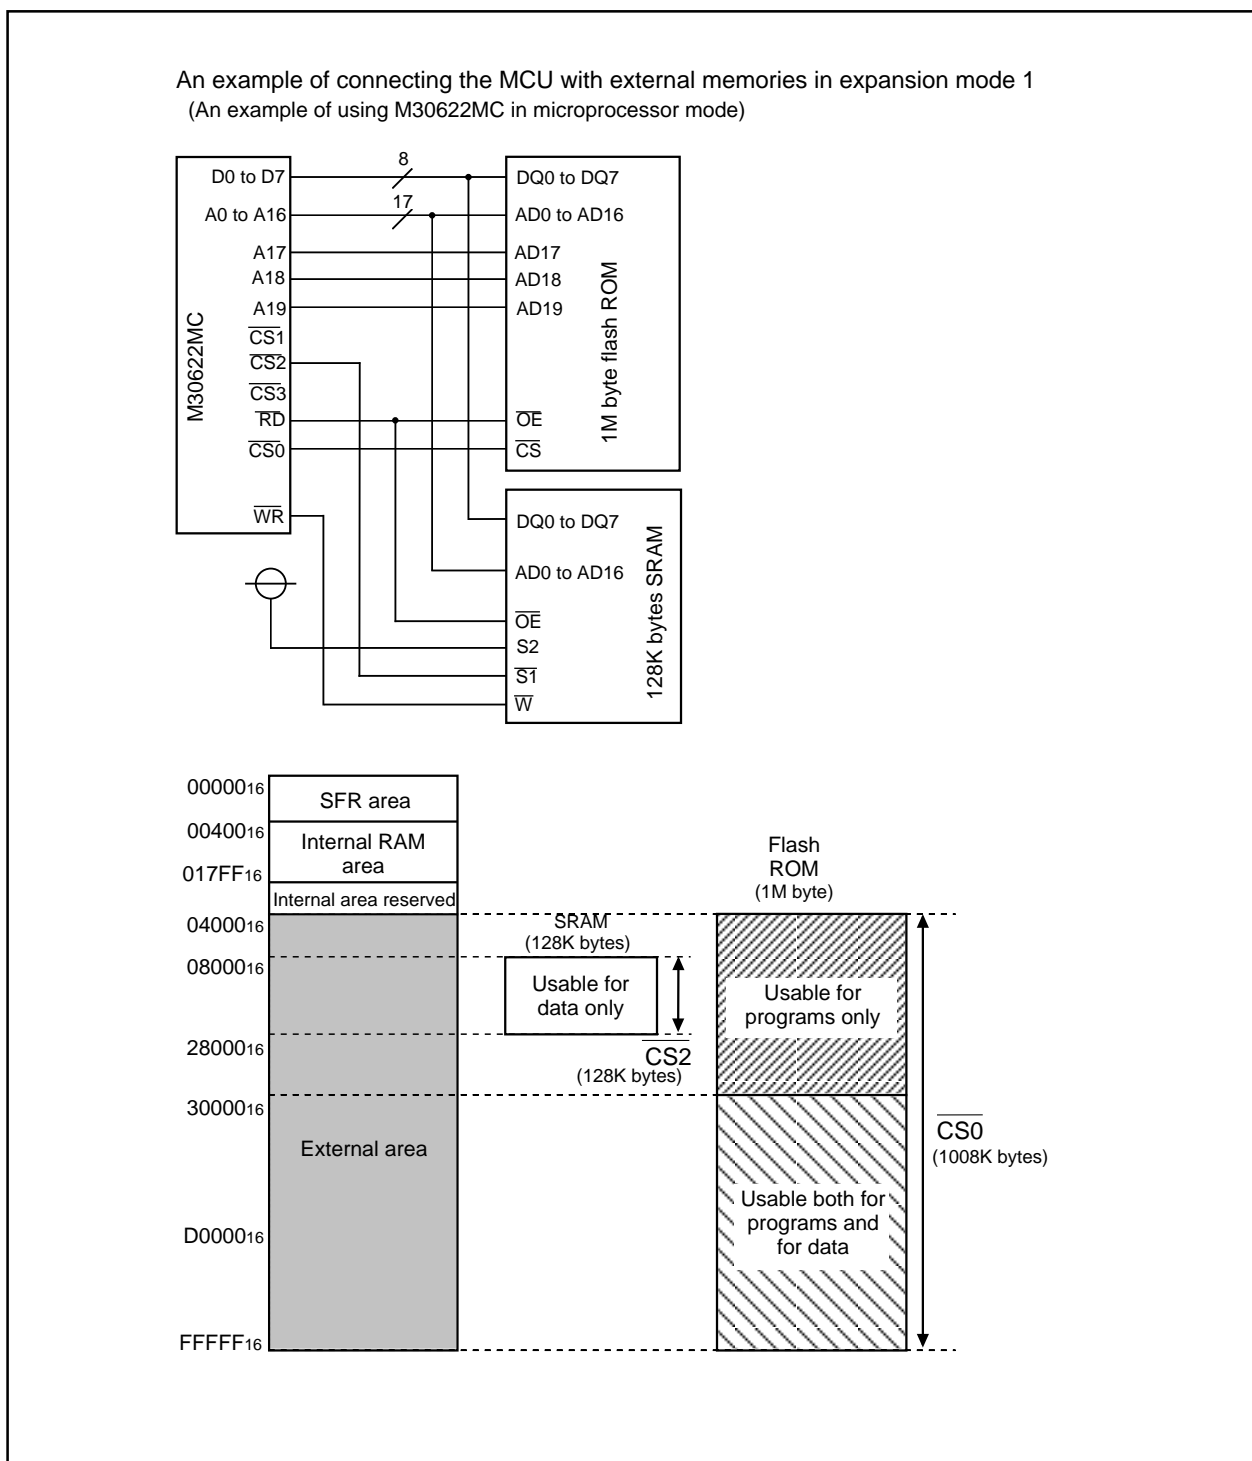 An example of connecting the MCU with external memories in expansion mode 1
(An example of using M30622MC in microprocessor mode)
M30622MC
D0 to D7
A0 to A16
A17
A18
A19
CS1
CS2
CS3
RD
CS0
WR
8
17
DQ0 to DQ7
AD0 to AD16
AD17
AD18
AD19
OE
CS
1M byte flash ROM
DQ0 to DQ7
AD0 to AD16
OE
S2
S1
W
128K bytes SRAM
0000016
0040016
017FF16
0400016
0800016
2800016
3000016
D000016
FFFFF16
SFR area
Internal RAM
area
Internal area reserved
External area
SRAM
(128K bytes)
Usable for
data only
CS2
(128K bytes)
Flash
ROM
(1M byte)
Usable for
programs only
Usable both for
programs and
for data
CS0
(1008K bytes)